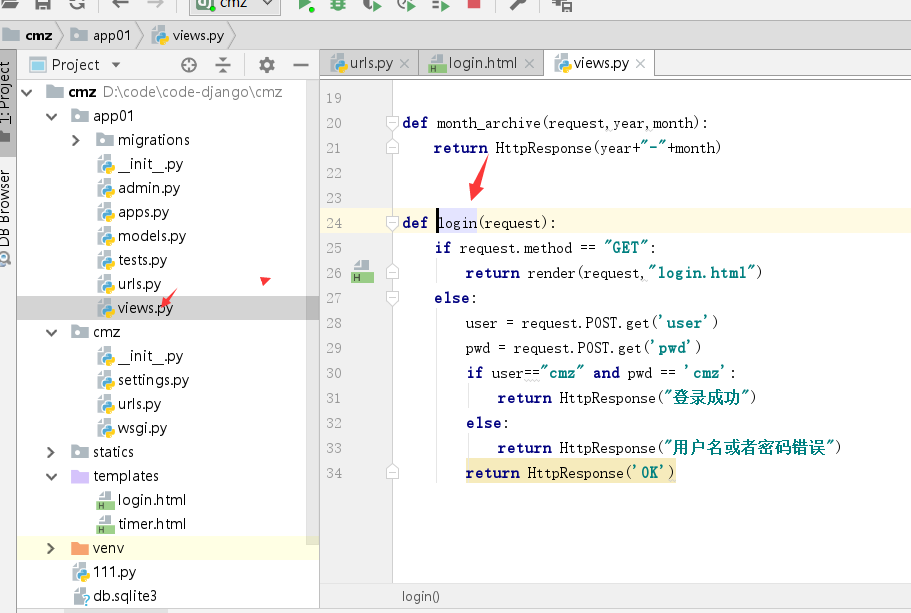 cmz
cmz
app01
views.py
1: Project
DB Browser
Project
cmz D:\code\code-django\cmz
app01
migrations
__init__.py
admin.py
apps.py
models.py
tests.py
urls.py
views.py
cmz
__init__.py
settings.py
urls.py
wsgi.py
statics
templates
login.html
timer.html
venv
111.py
db.sqlite3
urls.py
login.html
views.py
19
20 def month_archive(request,year,month):
21 return HttpResponse(year+"-"+month)
22
23
24 def login(request):
25 if request.method == "GET":
26 return render(request,"login.html")
27 else:
28 user = request.POST.get('user')
29 pwd = request.POST.get('pwd')
30 if user=="cmz" and pwd == 'cmz':
31 return HttpResponse("登录成功")
32 else:
33 return HttpResponse("用户名或者密码错误")
34 return HttpResponse('OK')
login()